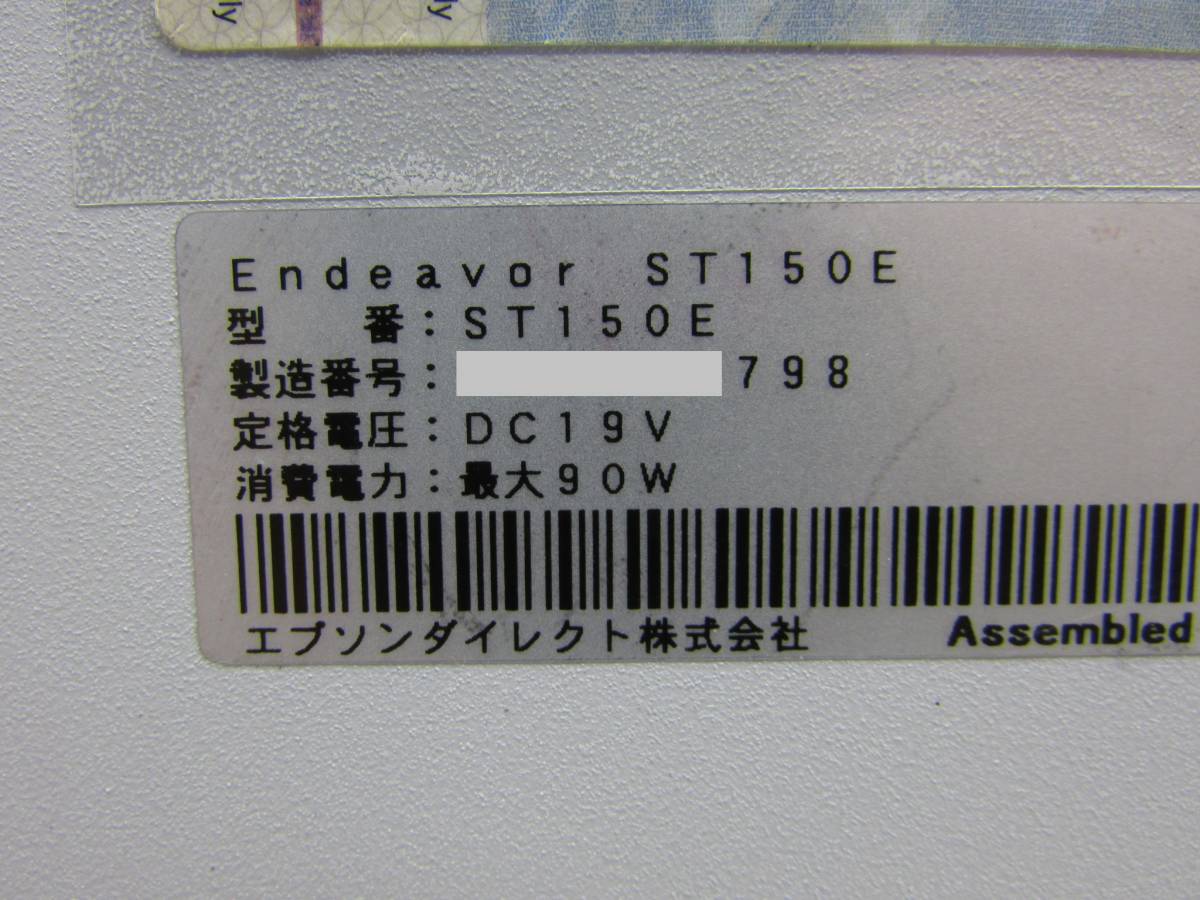 ly
ly
Endeavor ST150E
型 番：ST150E
製造番号： 798
定格電圧：DC19V
消費電力：最大90W
エプソンダイレクト株式会社 Assembled